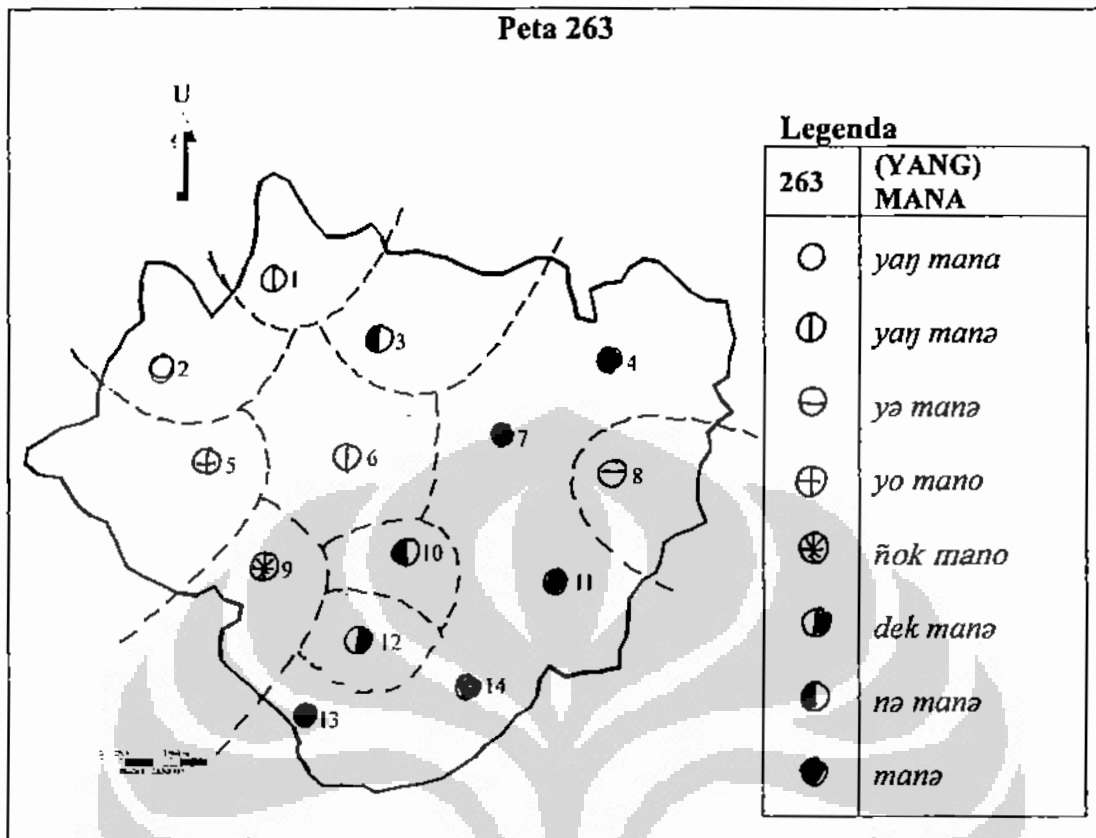 Peta 263
U
Legenda
263 (YANG) MANA
yaŋ mana
yaŋ manə
yə manə
yo mano
ñok mano
dek manə
nə manə
manə
1
2
3
4
5
6
7
8
9
10
11
12
13
14